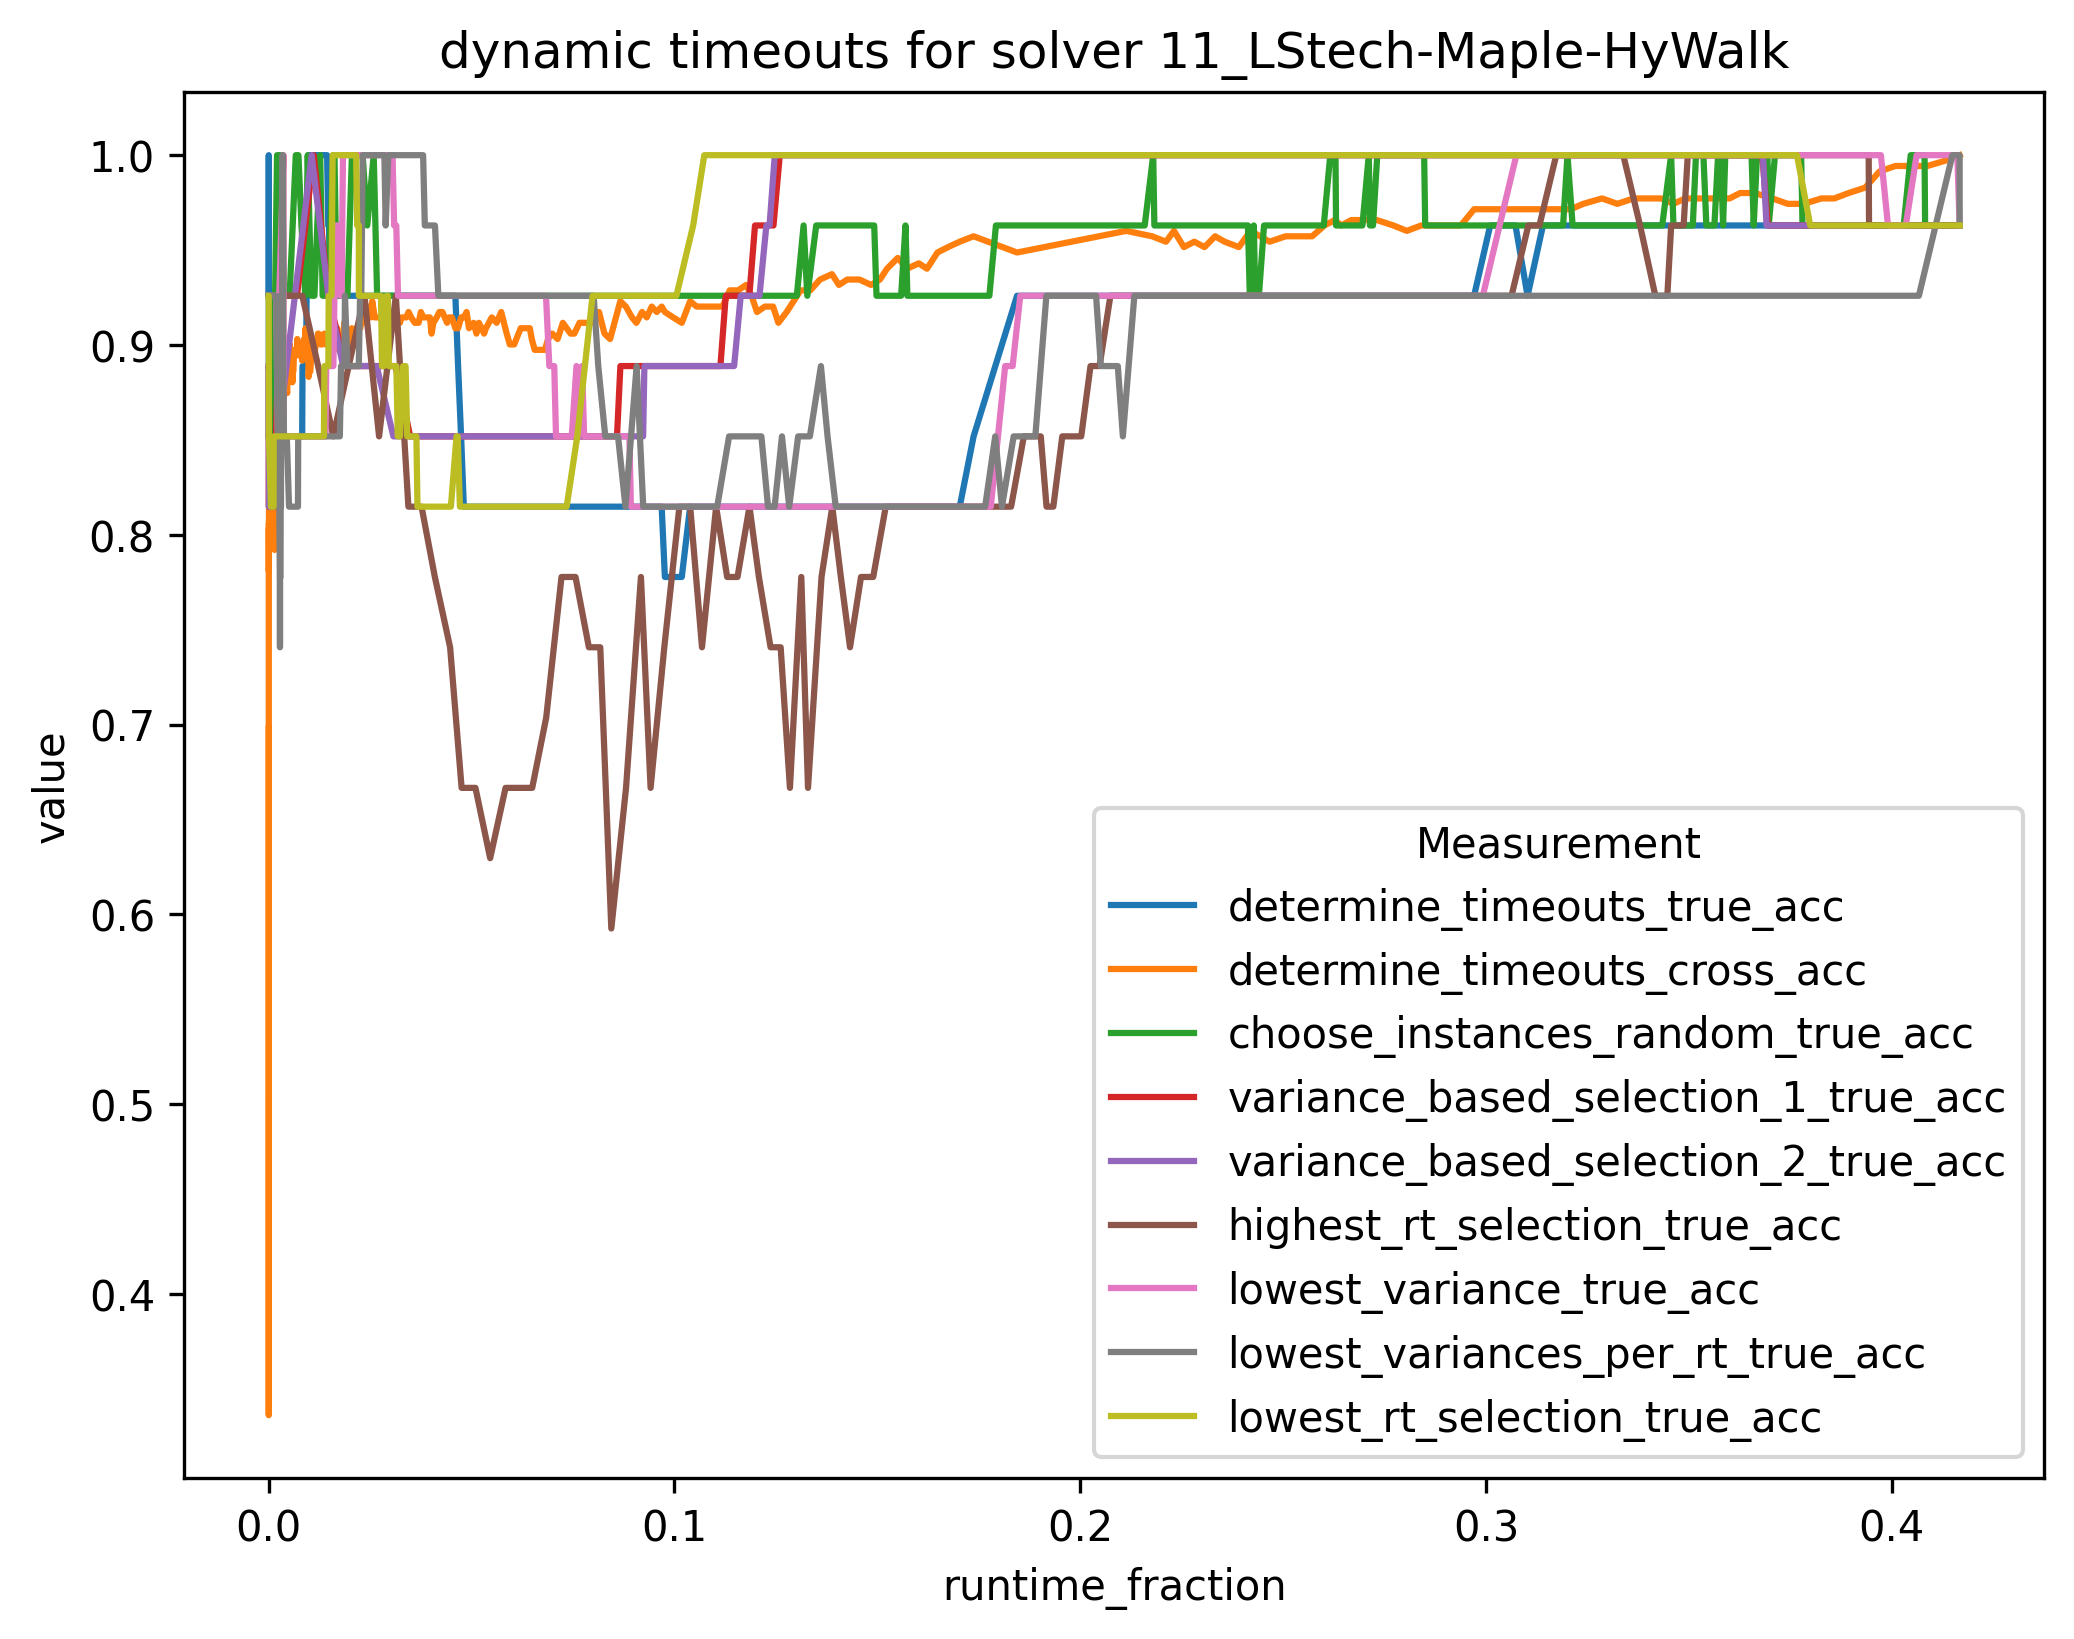 dynamic timeouts for solver 11_LStech-Maple-HyWalk
1.0
0.9
0.8
0.7
0.6
0.5
0.4
value
Measurement
determine_timeouts_true_acc
determine_timeouts_cross_acc
choose_instances_random_true_acc
variance_based_selection_1_true_acc
variance_based_selection_2_true_acc
highest_rt_selection_true_acc
lowest_variance_true_acc
lowest_variances_per_rt_true_acc
lowest_rt_selection_true_acc
0.0 0.1 0.2 0.3 0.4
runtime_fraction